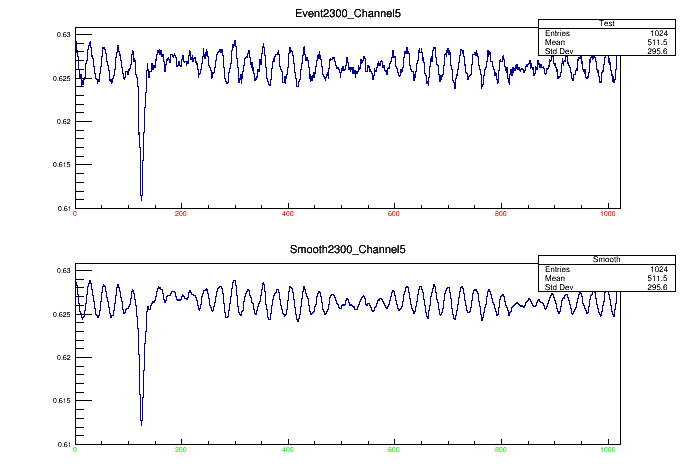 Event2300_Channel5
Test
Entries 1024
Mean 511.5
Std Dev 295.6
0.63
0.625
0.62
0.615
0.61
0 200 400 600 800 1000
Smooth2300_Channel5
Smooth
Entries 1024
Mean 511.5
Std Dev 295.6
0.63
0.625
0.62
0.615
0.61
0 200 400 600 800 1000